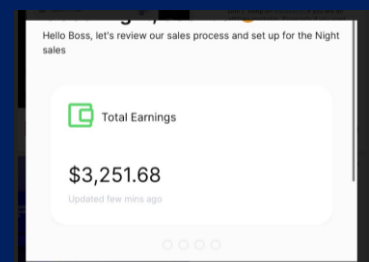 Hello Boss, let's review our sales process and set up for the Night
sales
Total Earnings
$3,251.68
Updated few mins ago